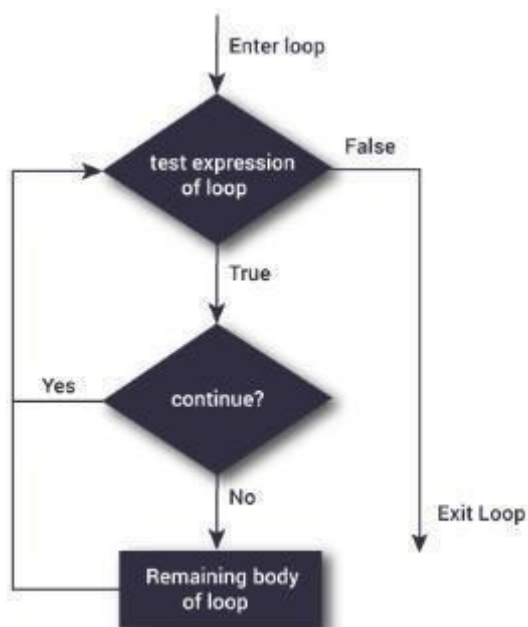 Enter loop
test expression
of loop
False
True
continue?
Yes
No
Exit Loop
Remaining body
of loop